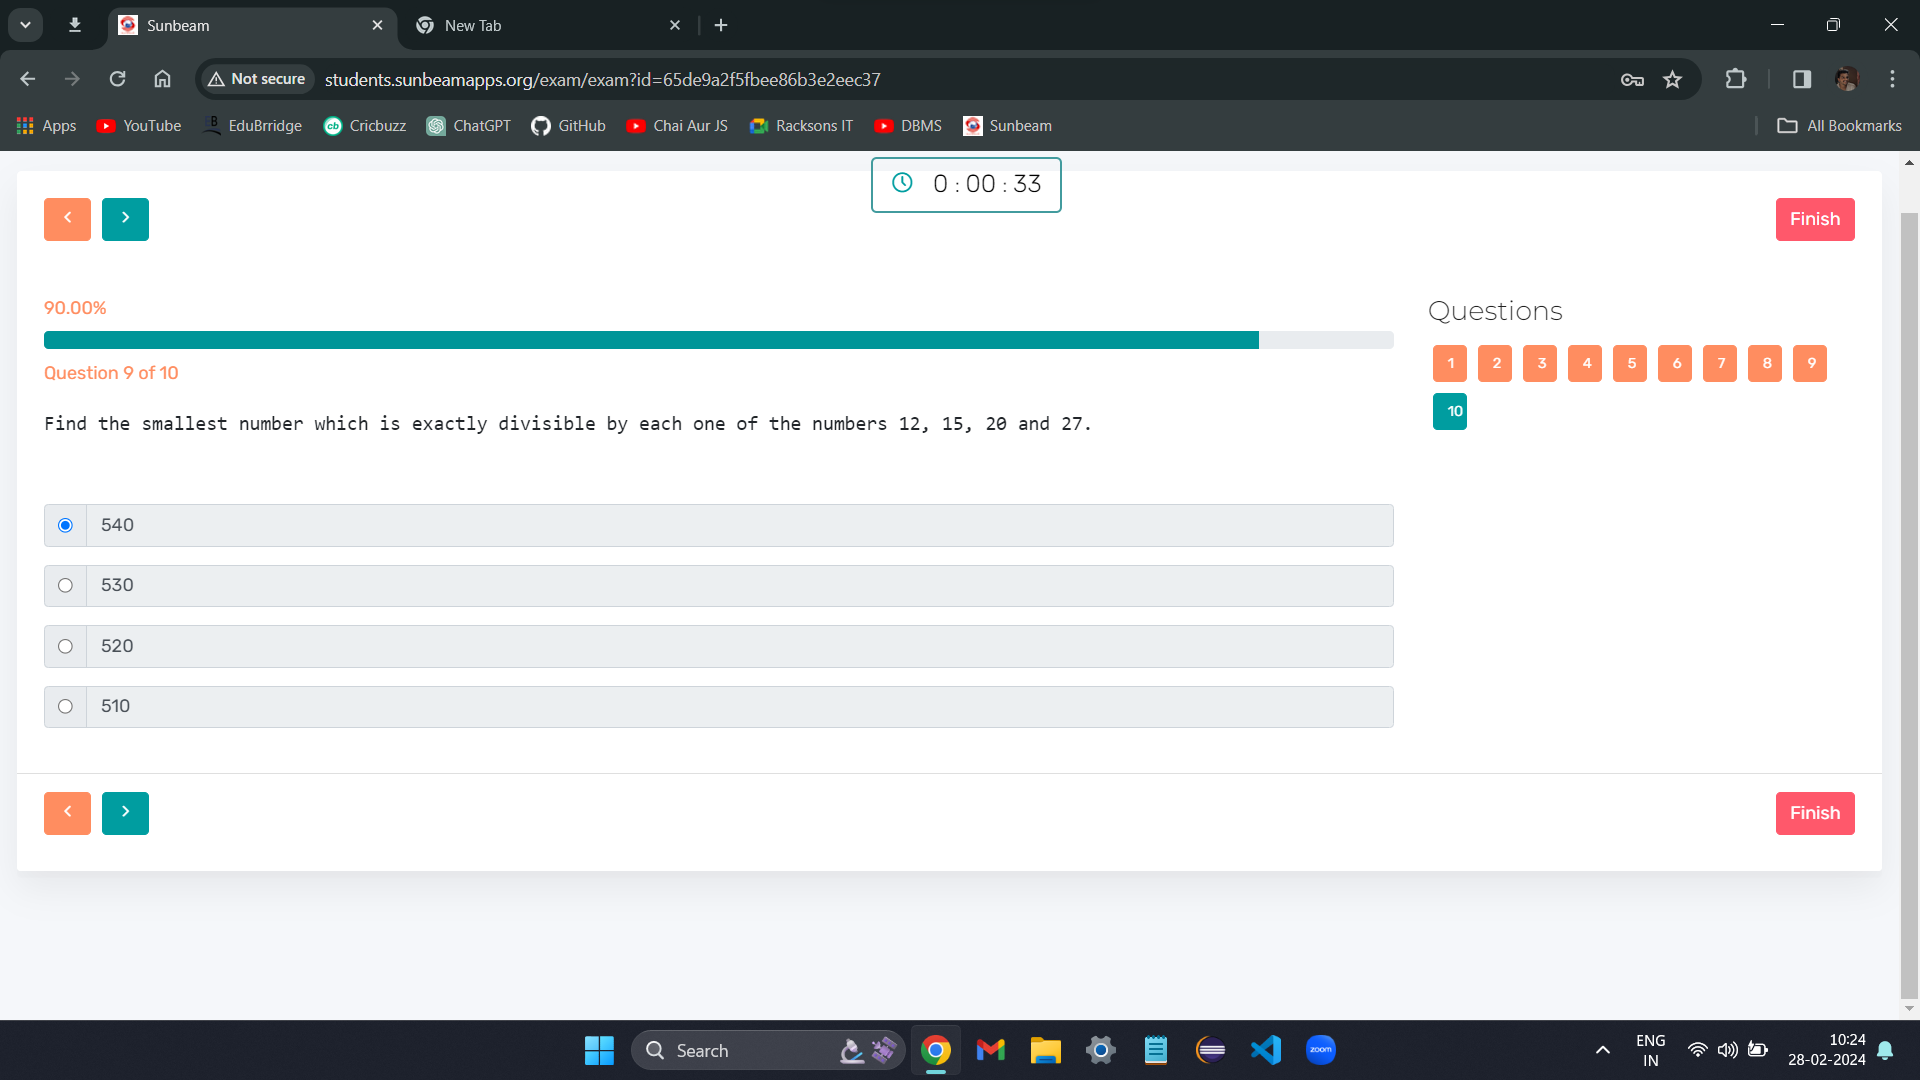 Sunbeam
New Tab
Not secure
students.sunbeamapps.org/exam/exam?id=65de9a2f5fbee86b3e2eec37
Apps
YouTube
EduBrridge
Cricbuzz
ChatGPT
GitHub
Chai Aur JS
Racksons IT
DBMS
Sunbeam
All Bookmarks
0 : 00 : 33
Finish
90.00%
Question 9 of 10
Find the smallest number which is exactly divisible by each one of the numbers 12, 15, 20 and 27.
540
530
520
510
Questions
1 2 3 4 5 6 7 8 9
10
Finish
Search
zoom
ENG
IN
10:24
28-02-2024